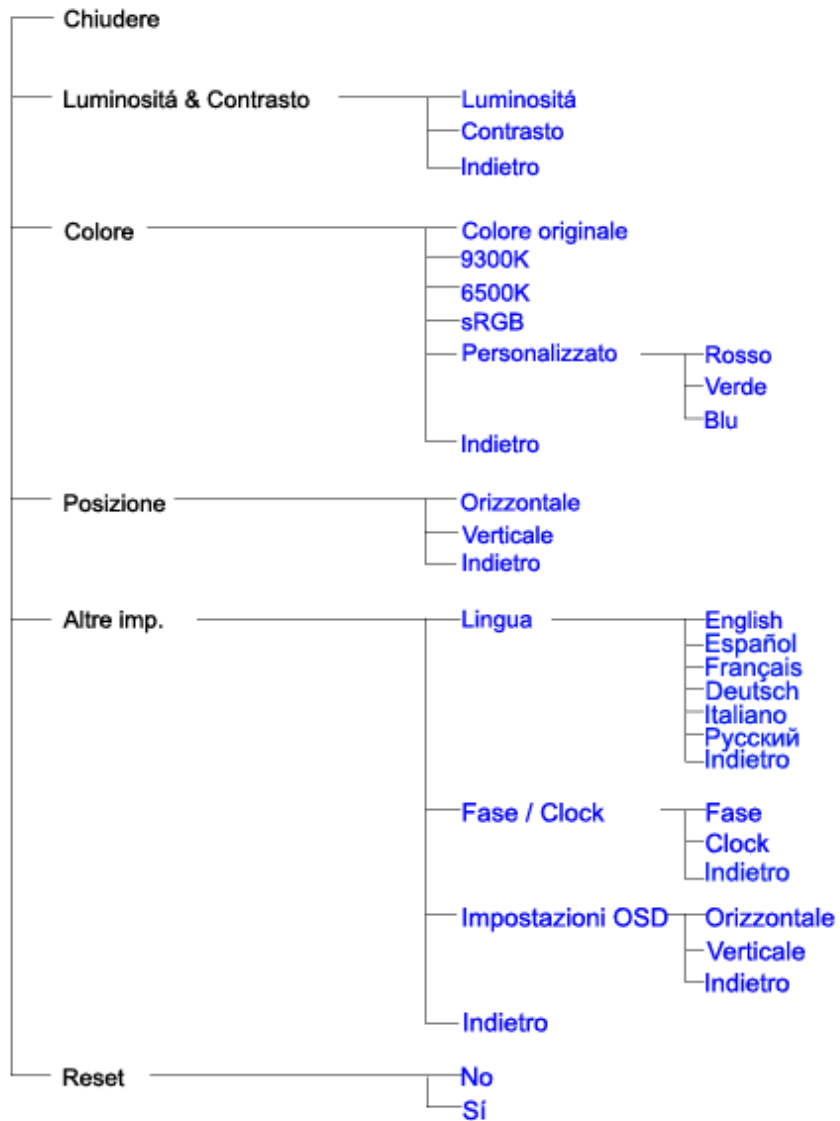 Chiudere
Luminositá & Contrasto
Luminositá
Contrasto
Indietro
Colore
Colore originale
9300K
6500K
sRGB
Personalizzato
Rosso
Verde
Blu
Indietro
Posizione
Orizzontale
Verticale
Indietro
Altre imp.
Lingua
English
Español
Français
Deutsch
Italiano
Русский
Indietro
Fase / Clock
Fase
Clock
Indietro
Impostazioni OSD
Orizzontale
Verticale
Indietro
Indietro
Reset
No
Sí